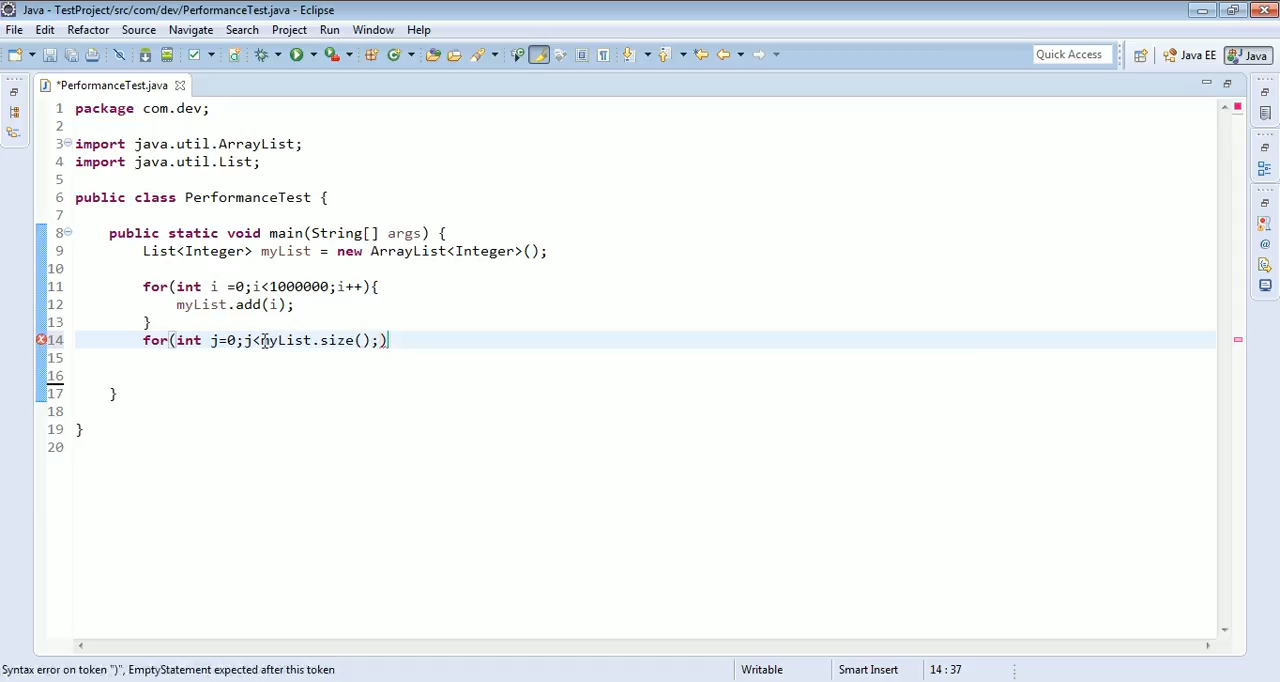 Java - TestProject/src/com/dev/PerformanceTest.java - Eclipse
File Edit Refactor Source Navigate Search Project Run Window Help
Quick Access Java EE Java
*PerformanceTest.java
1 package com.dev;
2
3 import java.util.ArrayList;
4 import java.util.List;
5
6 public class PerformanceTest {
7
8 public static void main(String[] args) {
9 List<Integer> myList = new ArrayList<Integer>();
10
11 for(int i =0;i<1000000;i++){
12 myList.add(i);
13 }
14 for(int j=0;j<myList.size();)
15
16
17 }
18
19 }
20
Syntax error on token ")", EmptyStatement expected after this token Writable Smart Insert 14 : 37